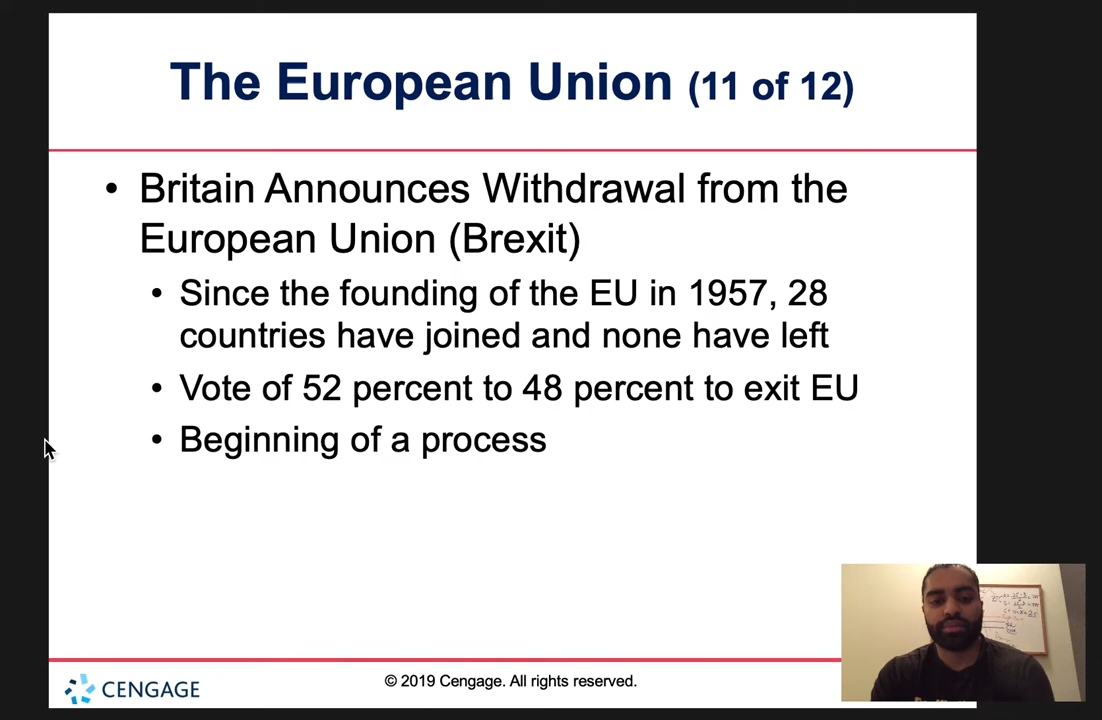 The European Union (11 of 12)
• Britain Announces Withdrawal from the
European Union (Brexit)
• Since the founding of the EU in 1957, 28
countries have joined and none have left
• Vote of 52 percent to 48 percent to exit EU
• Beginning of a process
CENGAGE
© 2019 Cengage. All rights reserved.